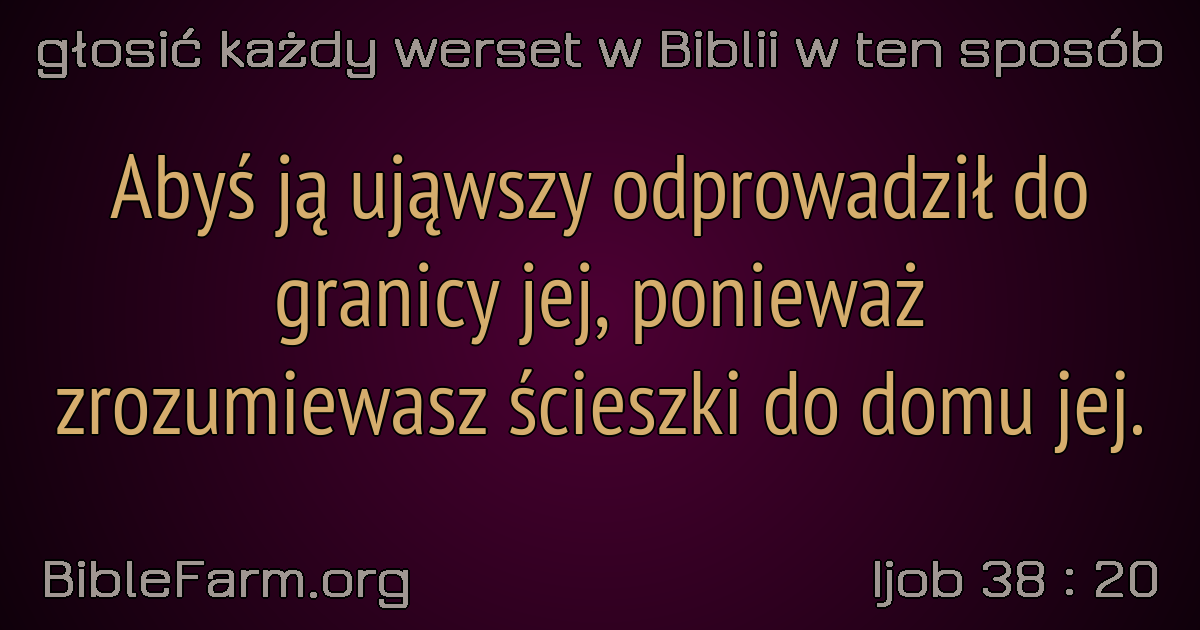 głosić każdy werset w Biblii w ten sposób
Abyś ją ująwszy odprowadził do
granicy jej, ponieważ
zrozumiewasz ścieszki do domu jej.
BibleFarm.org
Ijob 38 : 20